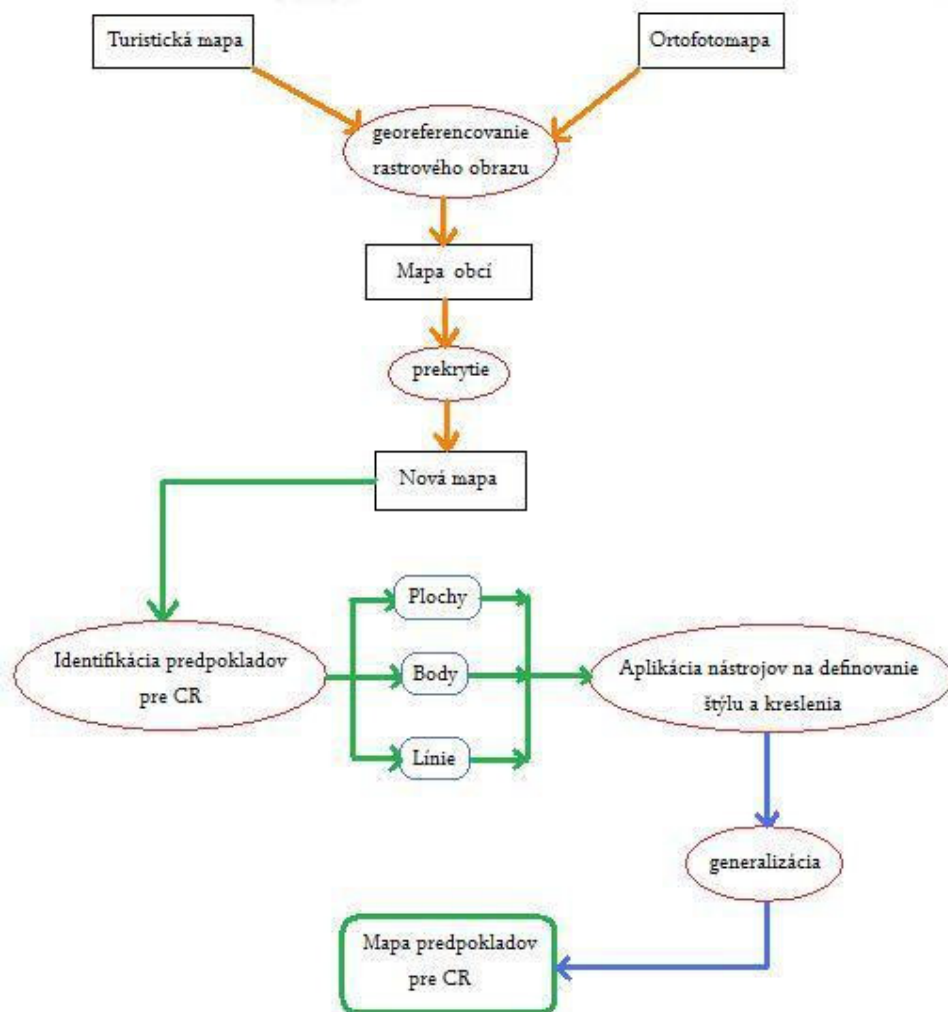 Turistická mapa
Ortofotomapa
georeferencovanie
rastrového obrazu
Mapa obcí
prekrytie
Nová mapa
Identifikácia predpokladov
pre CR
Plochy
Body
Línie
Aplikácia nástrojov na definovanie
štýlu a kreslenia
generalizácia
Mapa predpokladov
pre CR